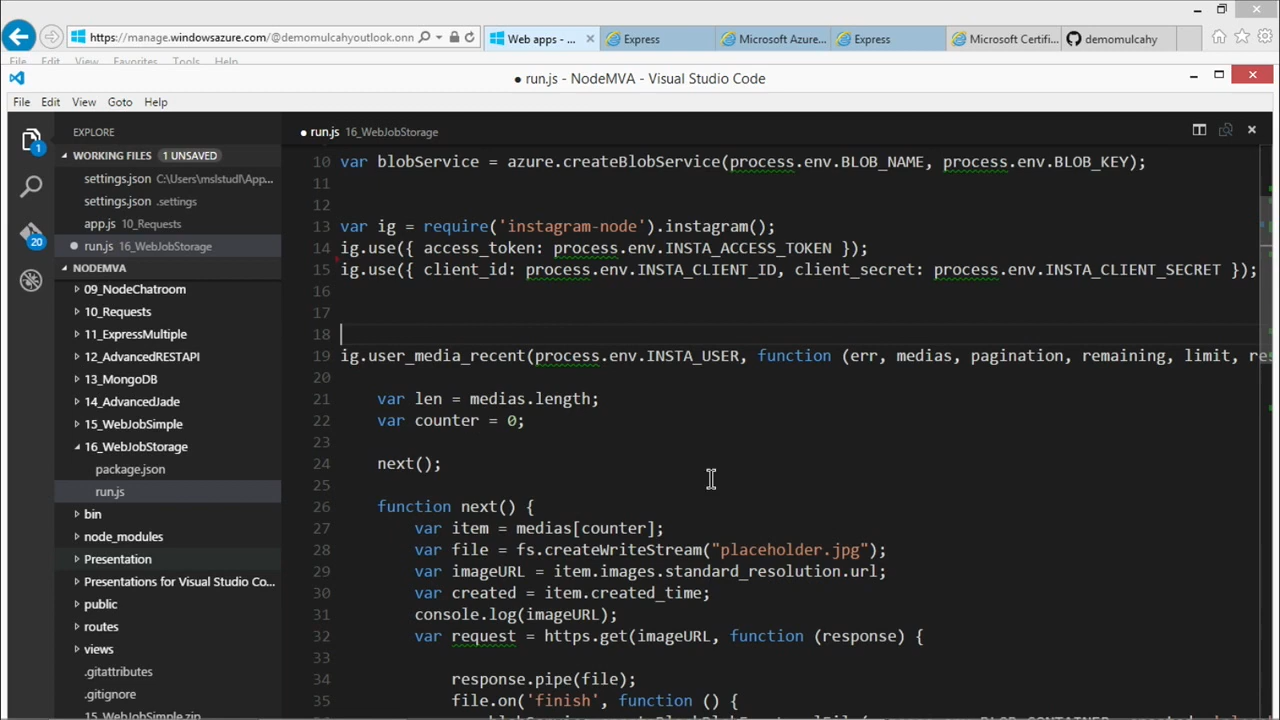 https://manage.windowsazure.com/@demomulcahyoutlook.onn
Web apps - ...
Express
Microsoft Azure...
Express
Microsoft Certifi...
demomulcahy
File Edit View Favorites Tools Help
run.js - NodeMVA - Visual Studio Code
File Edit View Goto Help
EXPLORE
WORKING FILES 1 UNSAVED
settings.json C:\Users\mslstudl\App...
settings.json .settings
app.js 10_Requests
run.js 16_WebJobStorage
NODEMVA
09_NodeChatroom
10_Requests
11_ExpressMultiple
12_AdvancedRESTAPI
13_MongoDB
14_AdvancedJade
15_WebJobSimple
16_WebJobStorage
package.json
run.js
bin
node_modules
Presentation
Presentations for Visual Studio Co...
public
routes
views
.gitattributes
.gitignore
15_WebJobSimple.zip
1
20
run.js 16_WebJobStorage
10 var blobService = azure.createBlobService(process.env.BLOB_NAME, process.env.BLOB_KEY);
11
12
13 var ig = require('instagram-node').instagram();
14 ig.use({ access_token: process.env.INSTA_ACCESS_TOKEN });
15 ig.use({ client_id: process.env.INSTA_CLIENT_ID, client_secret: process.env.INSTA_CLIENT_SECRET });
16
17
18
19 ig.user_media_recent(process.env.INSTA_USER, function (err, medias, pagination, remaining, limit, res
20
21 var len = medias.length;
22 var counter = 0;
23
24 next();
25
26 function next() {
27 var item = medias[counter];
28 var file = fs.createWriteStream("placeholder.jpg");
29 var imageURL = item.images.standard_resolution.url;
30 var created = item.created_time;
31 console.log(imageURL);
32 var request = https.get(imageURL, function (response) {
33
34 response.pipe(file);
35 file.on('finish', function () {